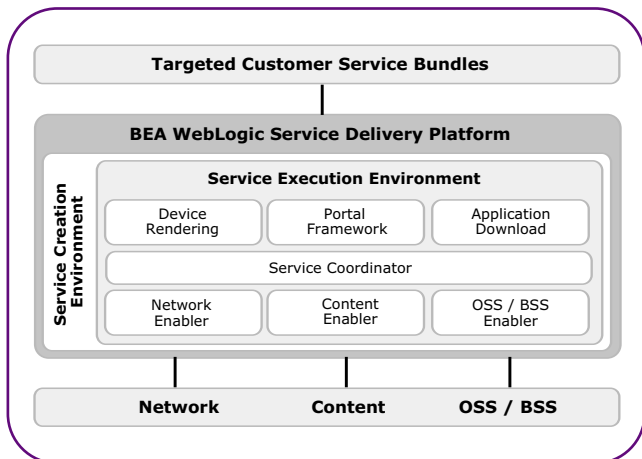 Targeted Customer Service Bundles
BEA WebLogic Service Delivery Platform
Service Creation
Environment
Service Execution Environment
Device
Rendering
Portal
Framework
Application
Download
Service Coordinator
Network
Enabler
Content
Enabler
OSS / BSS
Enabler
Network
Content
OSS / BSS